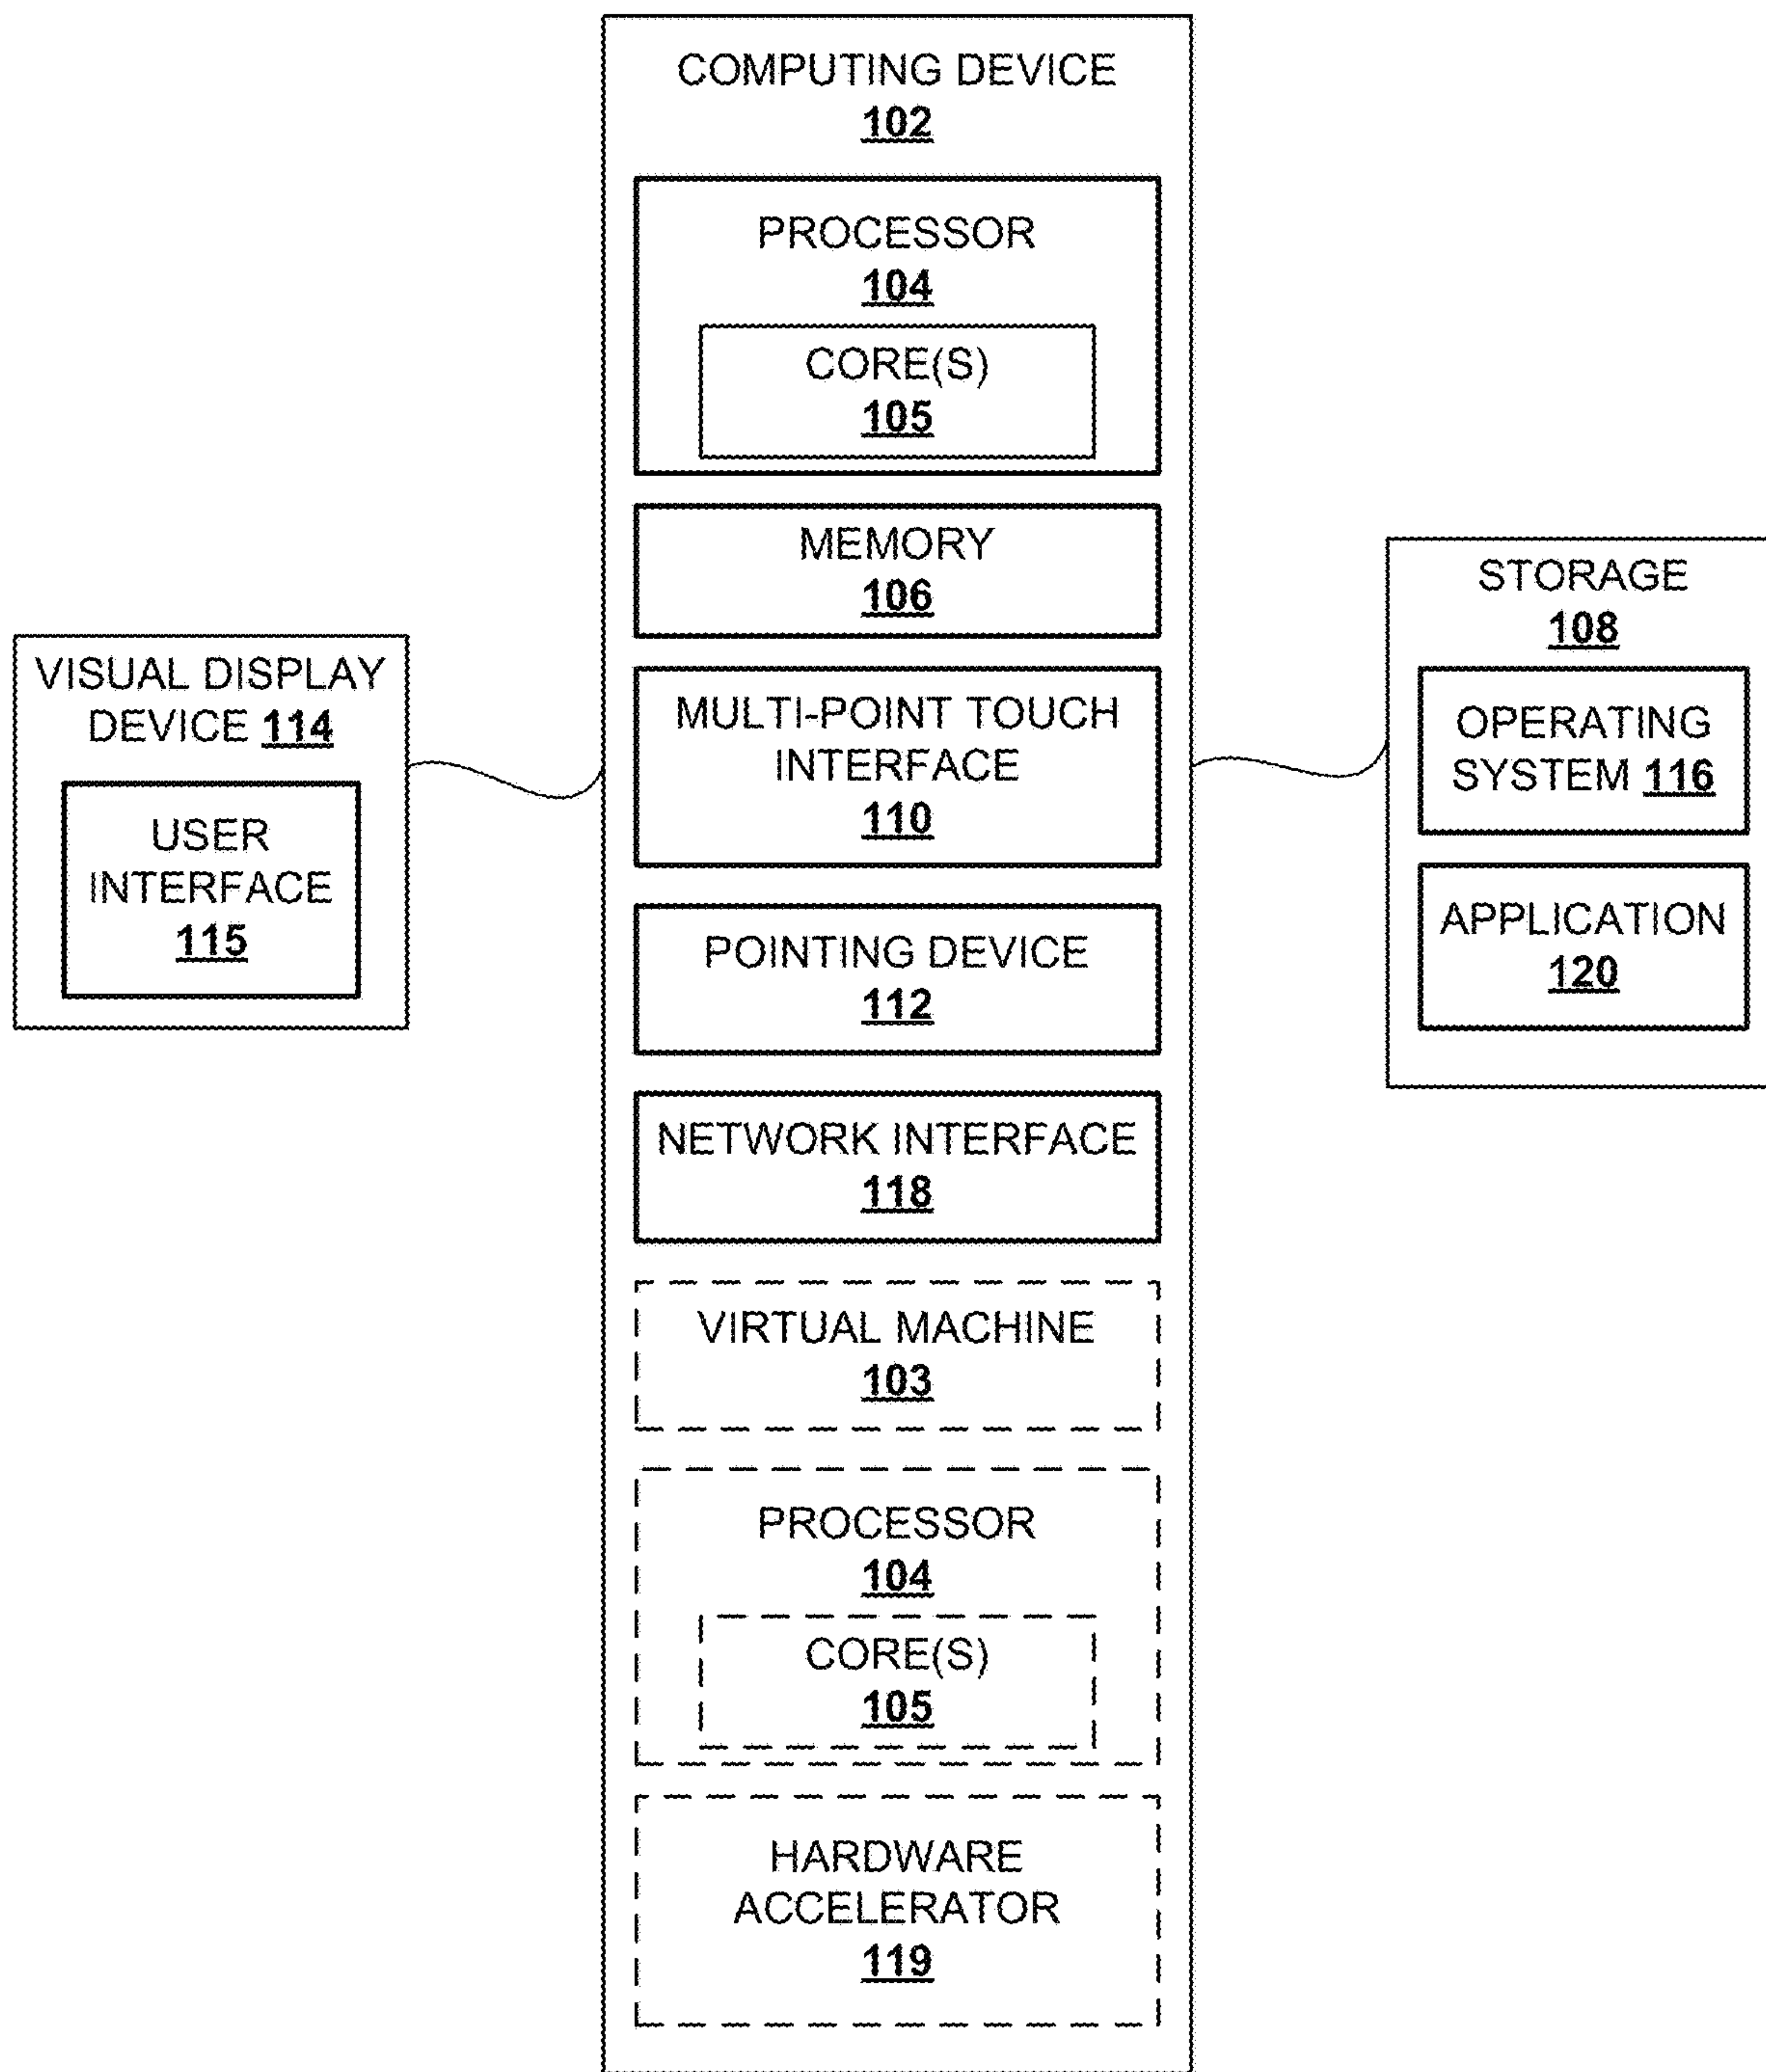 COMPUTING DEVICE
102
PROCESSOR
104
CORE(S)
105
MEMORY
106
MULTI-POINT TOUCH
INTERFACE
110
POINTING DEVICE
112
NETWORK INTERFACE
118
VIRTUAL MACHINE
103
PROCESSOR
104
CORE(S)
105
HARDWARE
ACCELERATOR
119
VISUAL DISPLAY
DEVICE 114
USER
INTERFACE
115
STORAGE
108
OPERATING
SYSTEM 116
APPLICATION
120